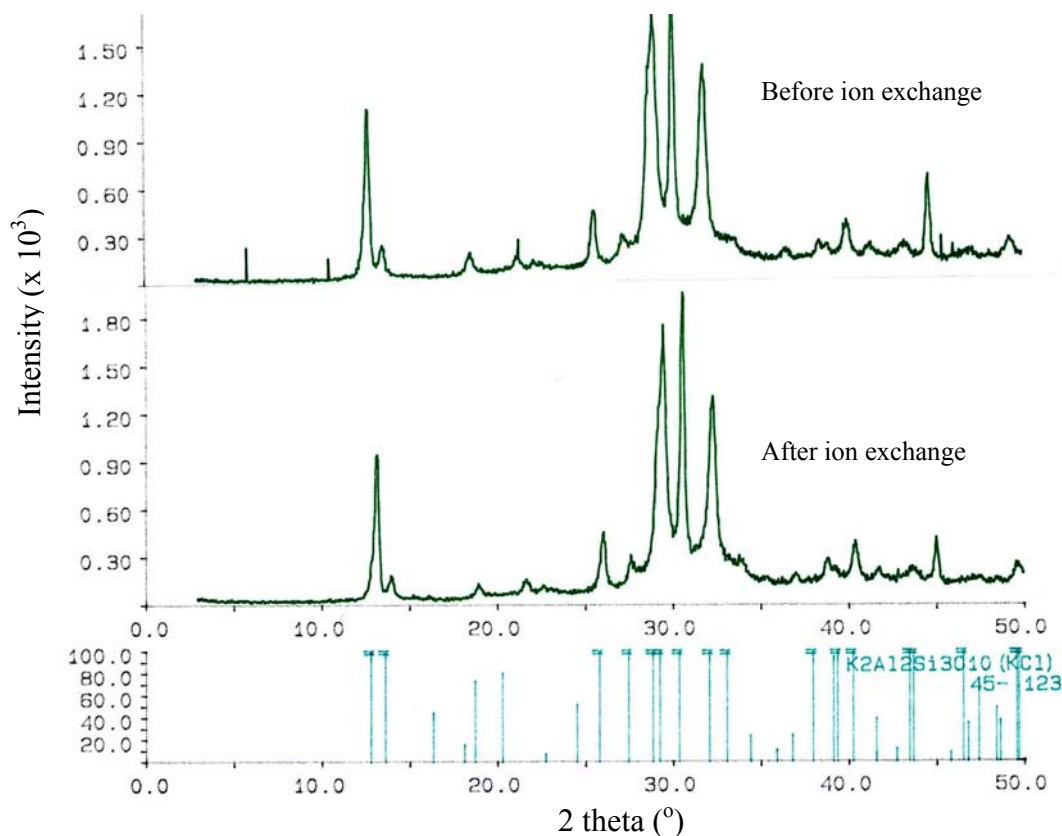 Intensity (x 10³)
1.50
1.20
0.90
0.60
0.30
Before ion exchange
1.80
1.50
1.20
0.90
0.60
0.30
After ion exchange
0.0 10.0 20.0 30.0 40.0 50.0
100.0
80.0
60.0
40.0
20.0
K2Al2Si3O10 (KCl)
45- 123
0.0 10.0 20.0 30.0 40.0 50.0
2 theta (°)